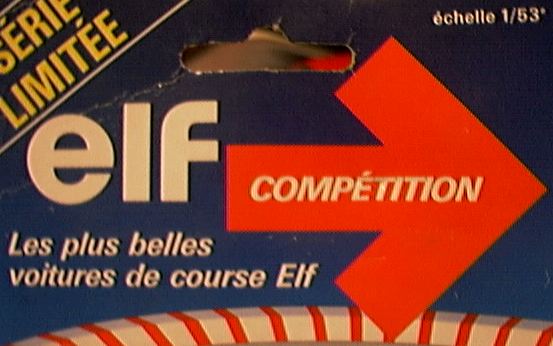 SÉRIE
LIMITÉE
échelle 1/53°
elf
COMPÉTITION
Les plus belles
voitures de course Elf